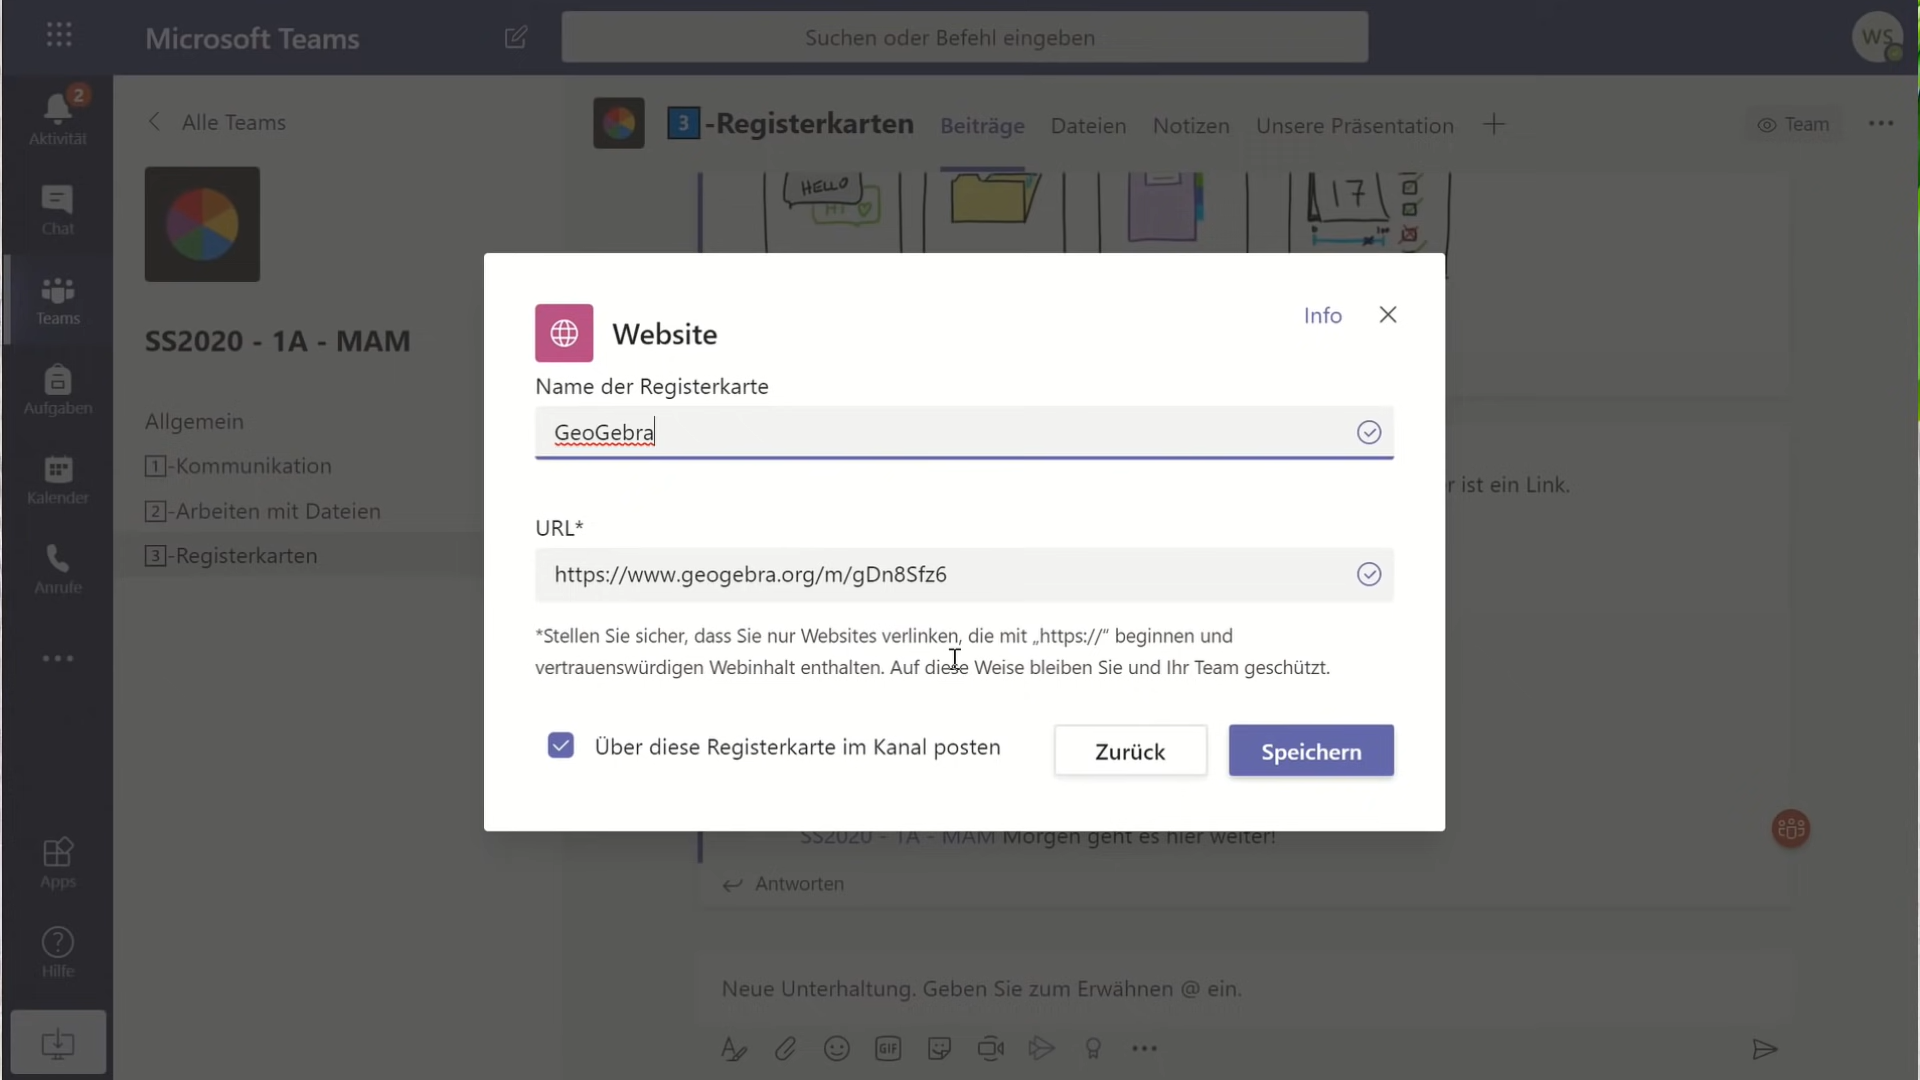 Microsoft Teams
Suchen oder Befehl eingeben
WS
2
Aktivität
Chat
Teams
Aufgaben
Kalender
Anrufe
Apps
Hilfe
Alle Teams
SS2020 - 1A - MAM
Allgemein
1-Kommunikation
2-Arbeiten mit Dateien
3-Registerkarten
3-Registerkarten
Beiträge
Dateien
Notizen
Unsere Präsentation
Team
HELLO
HI
17
Website
Info
Name der Registerkarte
GeoGebra
URL*
https://www.geogebra.org/m/gDn8Sfz6
*Stellen Sie sicher, dass Sie nur Websites verlinken, die mit „https://“ beginnen und
vertrauenswürdigen Webinhalt enthalten. Auf diese Weise bleiben Sie und Ihr Team geschützt.
Über diese Registerkarte im Kanal posten
Zurück
Speichern
r ist ein Link.
SS2020 - 1A - MAM Morgen geht es hier weiter!
Antworten
Neue Unterhaltung. Geben Sie zum Erwähnen @ ein.
GIF